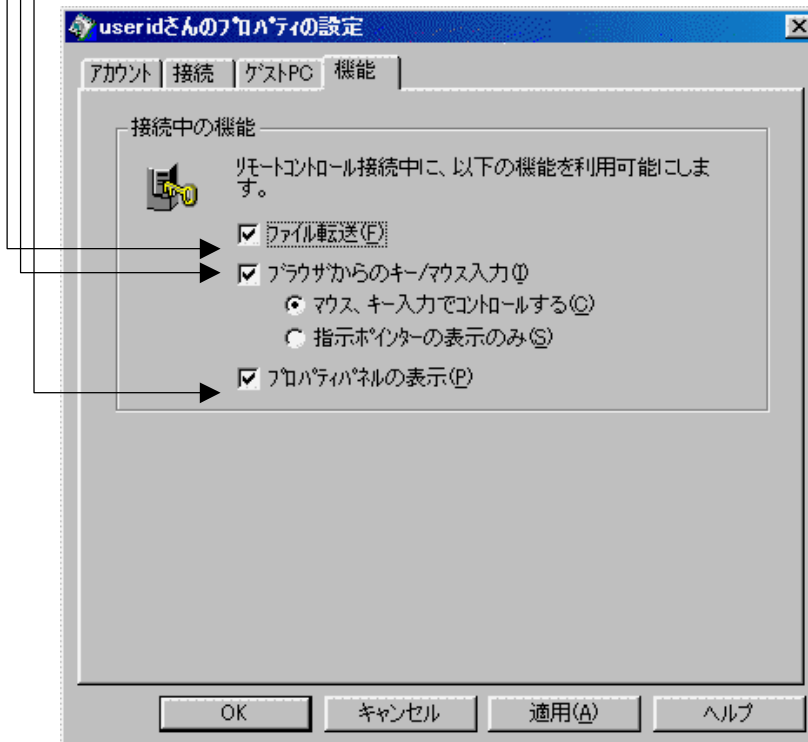 useridさんのﾌﾟﾛﾊﾟﾃｨの設定
ｱｶｳﾝﾄ 接続 ｹﾞｽﾄPC 機能
接続中の機能
ﾘﾓｰﾄｺﾝﾄﾛｰﾙ接続中に、以下の機能を利用可能にしま
す。
ﾌｧｲﾙ転送(F)
ﾌﾞﾗｳｻﾞからのｷｰ/ﾏｳｽ入力(I)
ﾏｳｽ、ｷｰ入力でｺﾝﾄﾛｰﾙする(C)
指示ﾎﾟｲﾝﾀｰの表示のみ(S)
ﾌﾟﾛﾊﾟﾃｨﾊﾟﾈﾙの表示(P)
OK ｷｬﾝｾﾙ 適用(A) ﾍﾙﾌﾟ